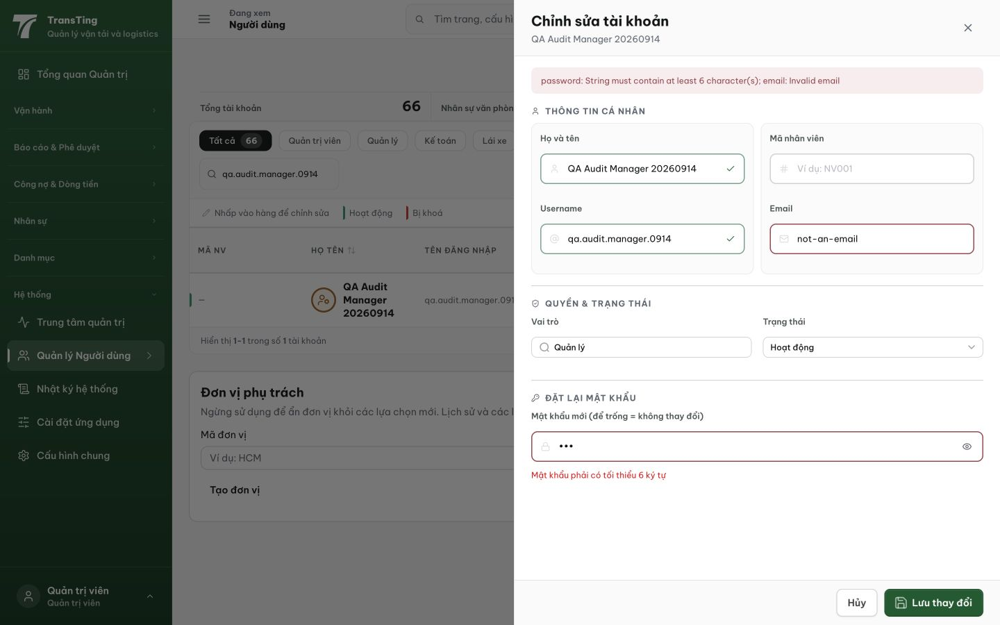 TransTing
Quản lý vận tải và logistics
Tổng quan Quản trị
Vận hành
Báo cáo & Phê duyệt
Công nợ & Dòng tiền
Nhân sự
Danh mục
Hệ thống
Trung tâm quản trị
Quản lý Người dùng
Nhật ký hệ thống
Cài đặt ứng dụng
Cấu hình chung
Quản trị viên
Quản trị viên
Đang xem
Người dùng
Tìm trang, cấu hì
Tổng tài khoản
66
Nhân sự văn phòn
Tất cả 66
Quản trị viên
Quản lý
Kế toán
Lái xe
qa.audit.manager.0914
Nhấp vào hàng để chỉnh sửa
Hoạt động
Bị khoá
MÃ NV
HỌ TÊN
TÊN ĐĂNG NHẬP
—
QA Audit
Manager
20260914
qa.audit.manager.091
Hiển thị 1-1 trong số 1 tài khoản
Đơn vị phụ trách
Ngừng sử dụng để ẩn đơn vị khỏi các lựa chọn mới. Lịch sử và các l
Mã đơn vị
Ví dụ: HCM
Tạo đơn vị
Chỉnh sửa tài khoản
QA Audit Manager 20260914
password: String must contain at least 6 character(s); email: Invalid email
THÔNG TIN CÁ NHÂN
Họ và tên
QA Audit Manager 20260914
Mã nhân viên
Ví dụ: NV001
Username
qa.audit.manager.0914
Email
not-an-email
QUYỀN & TRẠNG THÁI
Vai trò
Quản lý
Trạng thái
Hoạt động
ĐẶT LẠI MẬT KHẨU
Mật khẩu mới (để trống = không thay đổi)
•••
Mật khẩu phải có tối thiểu 6 ký tự
Hủy
Lưu thay đổi